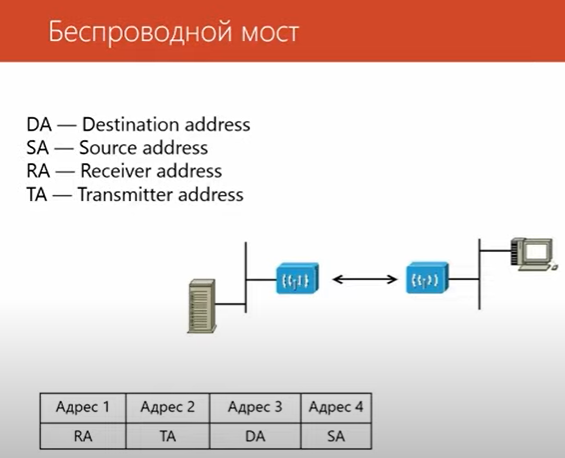 Беспроводной мост
DA — Destination address
SA — Source address
RA — Receiver address
TA — Transmitter address
Адрес 1 Адрес 2 Адрес 3 Адрес 4
RA TA DA SA